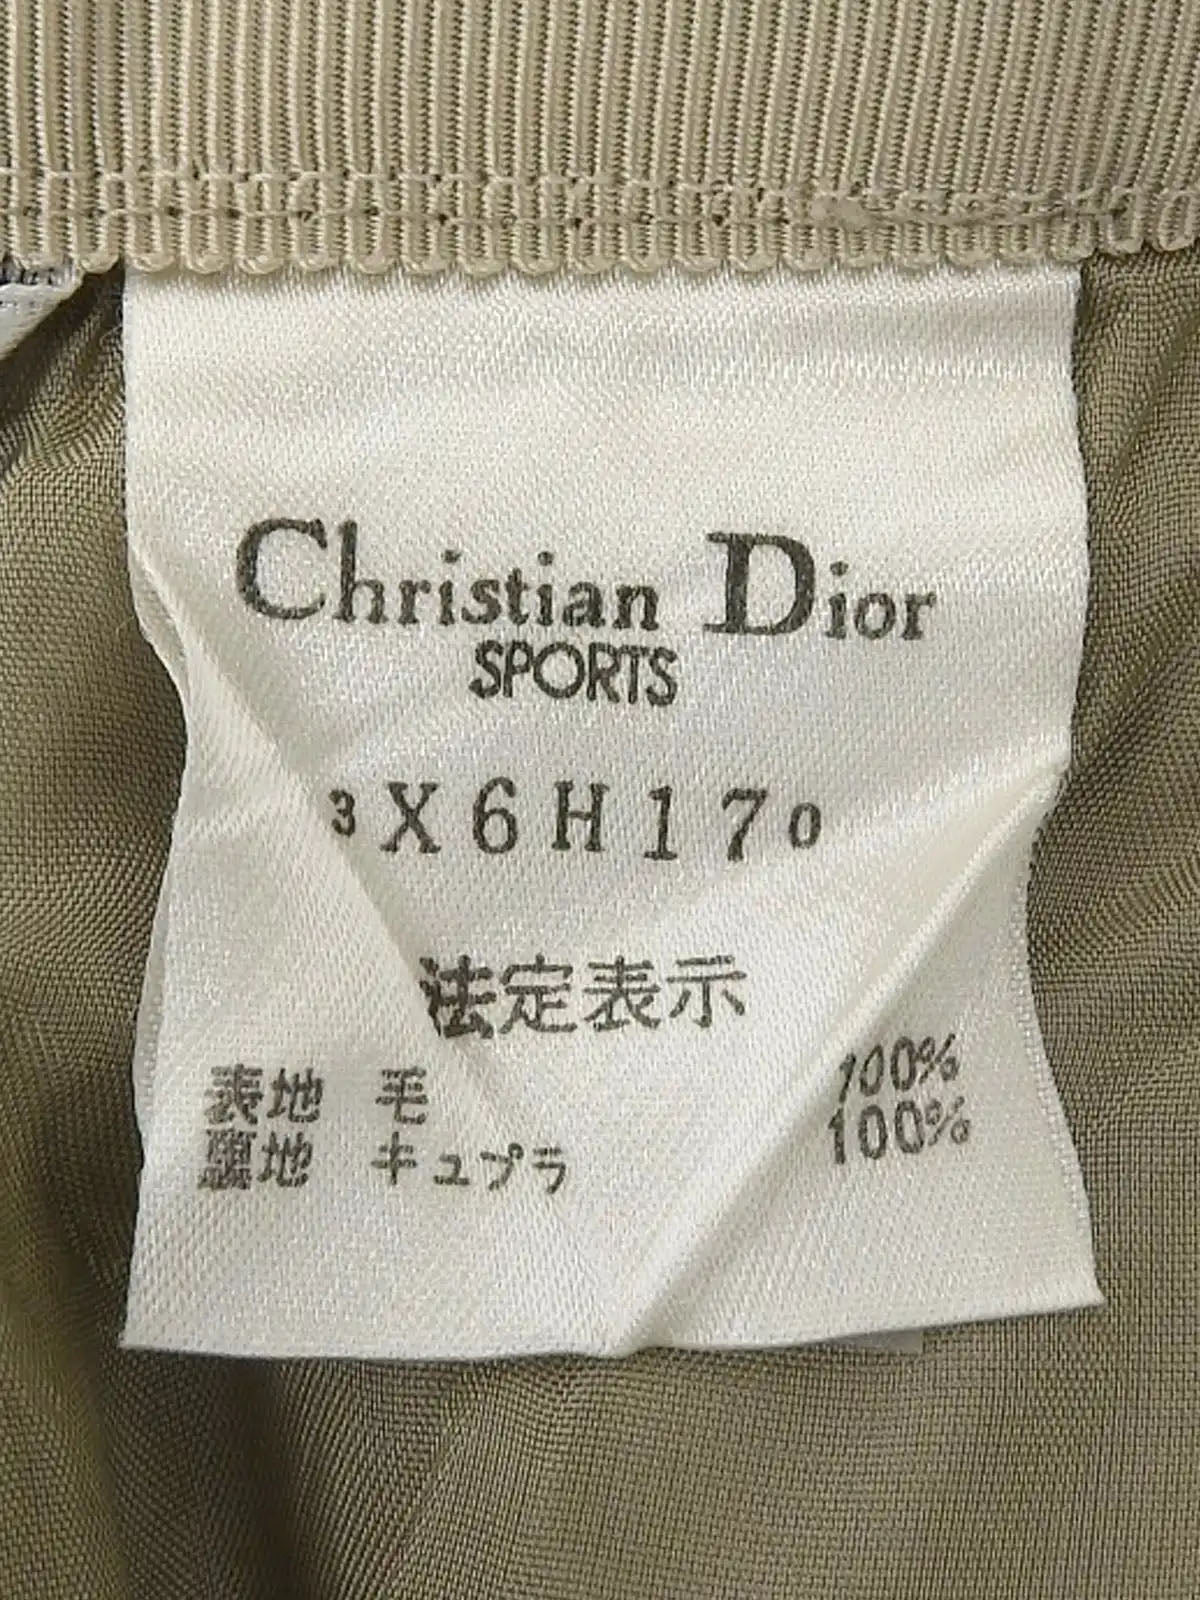 Christian Dior
SPORTS
3X6H170
法定表示
表地 毛 100%
裏地 キュプラ 100%